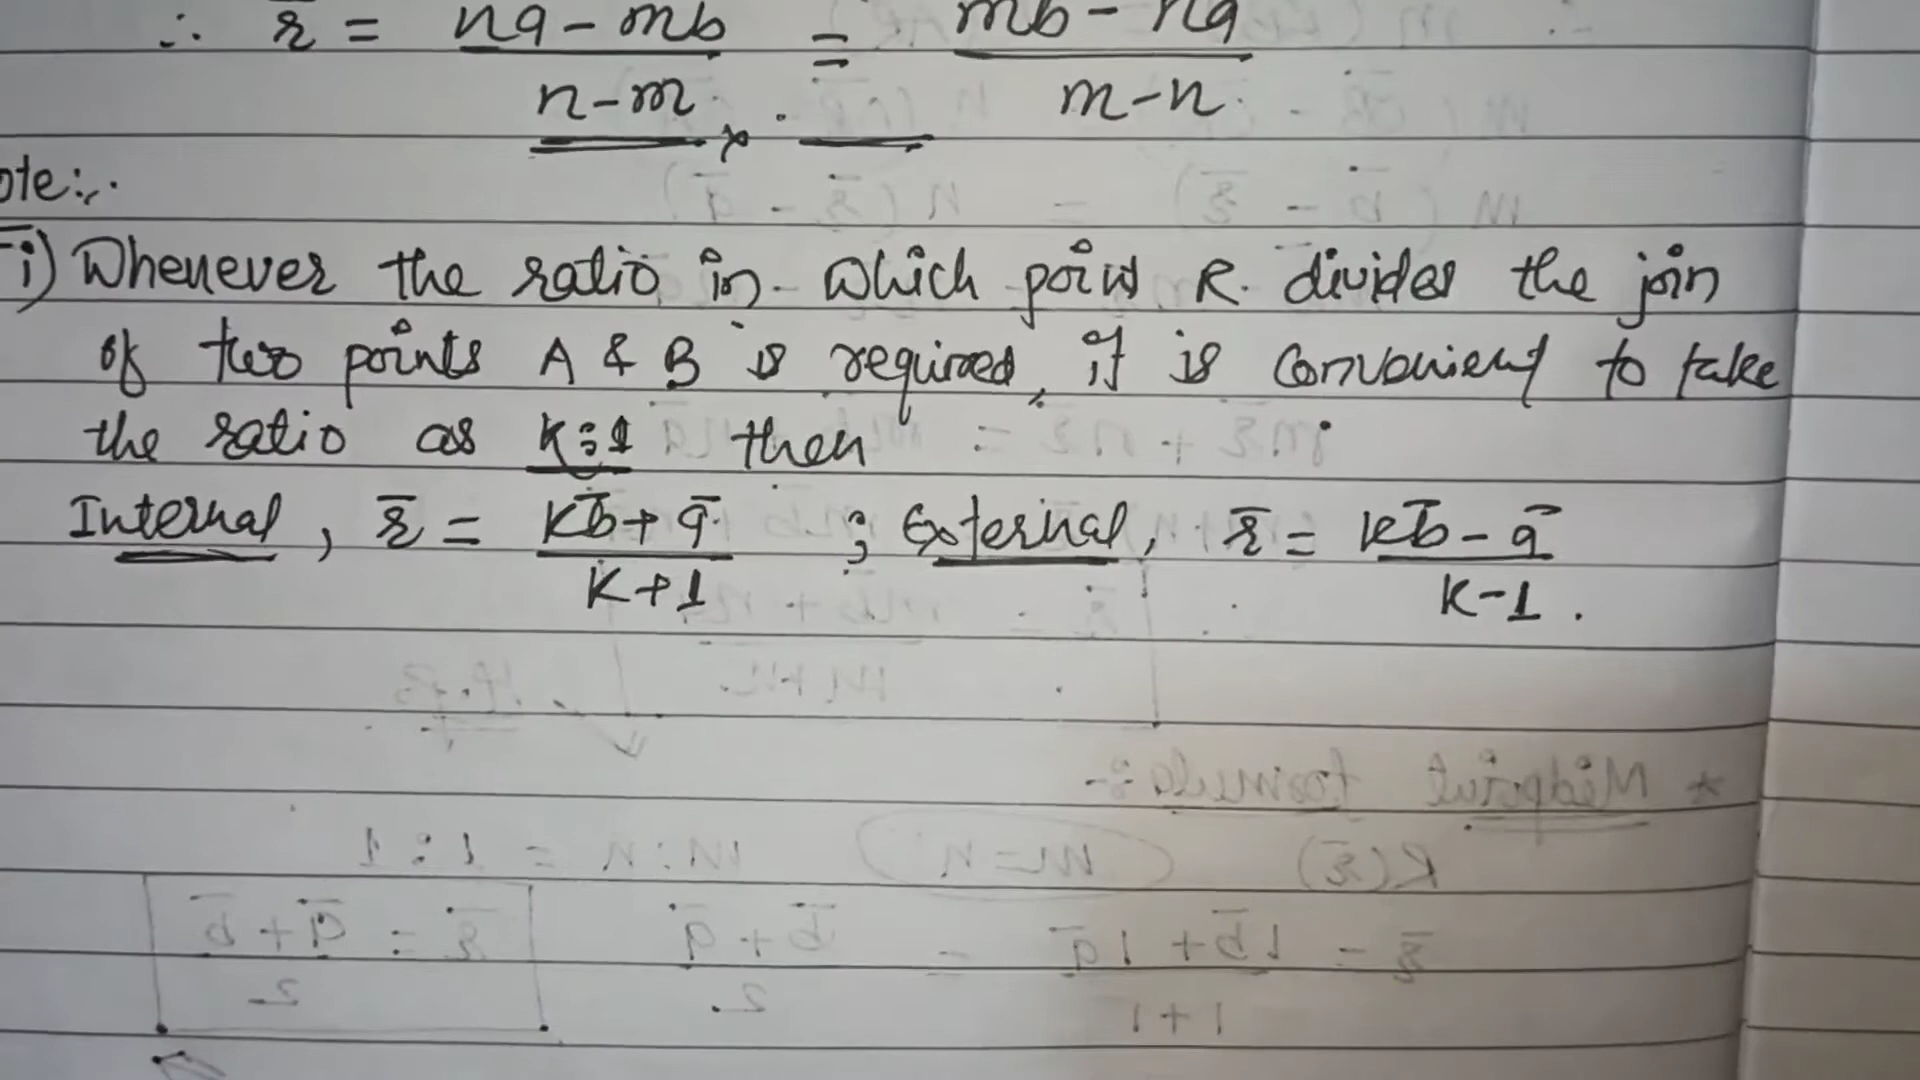 ∴ r̄ = na - mb / n - m = mb - na / m - n
ote:-
i) Whenever the ratio in which point R divides the join
of two points A & B is required, it is convenient to take
the ratio as K:1 then
Internal, r̄ = Kb̄ + ā / K + 1 ; External, r̄ = Kb̄ - ā / K - 1.